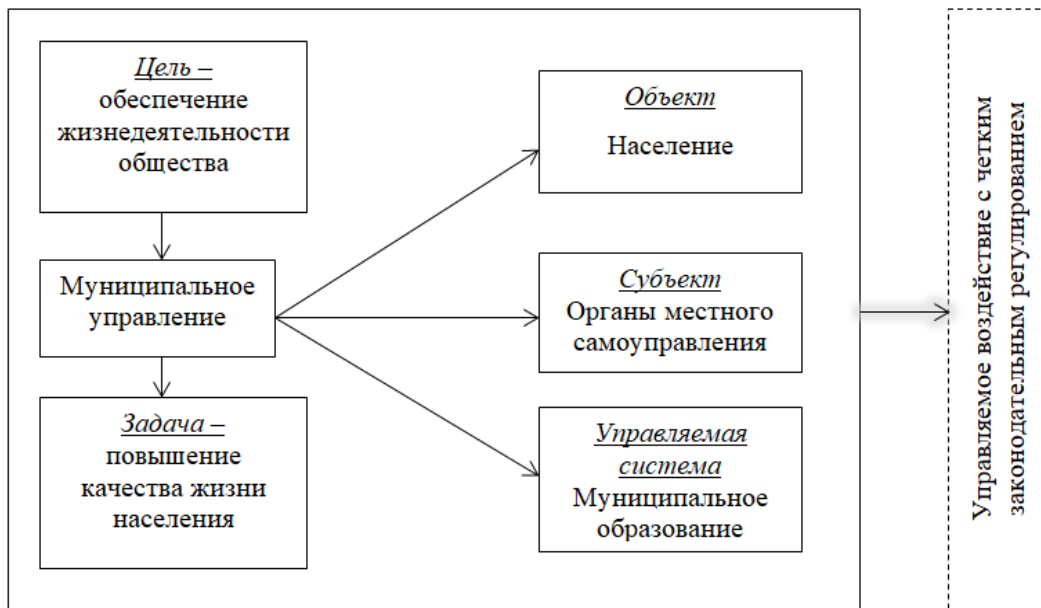 Цель –
обеспечение
жизнедеятельности
общества
Муниципальное
управление
Задача –
повышение
качества жизни
населения
Объект
Население
Субъект
Органы местного
самоуправления
Управляемая
система
Муниципальное
образование
Управляемое воздействие с четким
законодательным регулированием